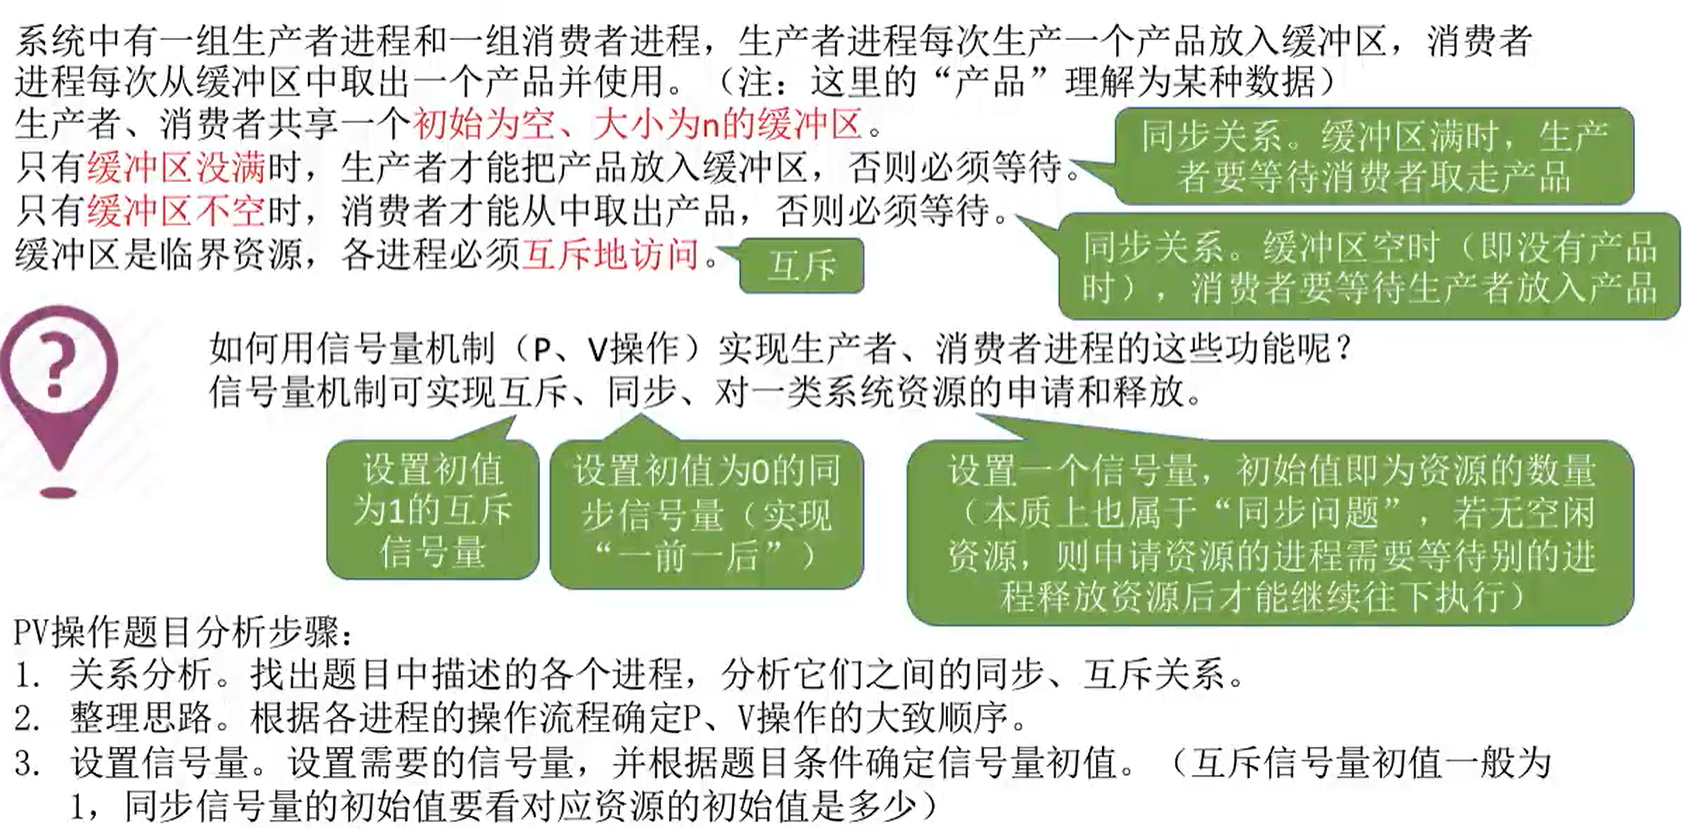 系统中有一组生产者进程和一组消费者进程，生产者进程每次生产一个产品放入缓冲区，消费者
进程每次从缓冲区中取出一个产品并使用。（注：这里的“产品”理解为某种数据）
生产者、消费者共享一个初始为空、大小为n的缓冲区。
只有缓冲区没满时，生产者才能把产品放入缓冲区，否则必须等待。
同步关系。缓冲区满时，生产
者要等待消费者取走产品
只有缓冲区不空时，消费者才能从中取出产品，否则必须等待。
同步关系。缓冲区空时（即没有产品
时），消费者要等待生产者放入产品
缓冲区是临界资源，各进程必须互斥地访问。
互斥
?
如何用信号量机制（P、V操作）实现生产者、消费者进程的这些功能呢？
信号量机制可实现互斥、同步、对一类系统资源的申请和释放。
设置初值
为1的互斥
信号量
设置初值为0的同
步信号量（实现
“一前一后”）
设置一个信号量，初始值即为资源的数量
（本质上也属于“同步问题”，若无空闲
资源，则申请资源的进程需要等待别的进
程释放资源后才能继续往下执行）
PV操作题目分析步骤：
1. 关系分析。找出题目中描述的各个进程，分析它们之间的同步、互斥关系。
2. 整理思路。根据各进程的操作流程确定P、V操作的大致顺序。
3. 设置信号量。设置需要的信号量，并根据题目条件确定信号量初值。（互斥信号量初值一般为
1，同步信号量的初始值要看对应资源的初始值是多少）